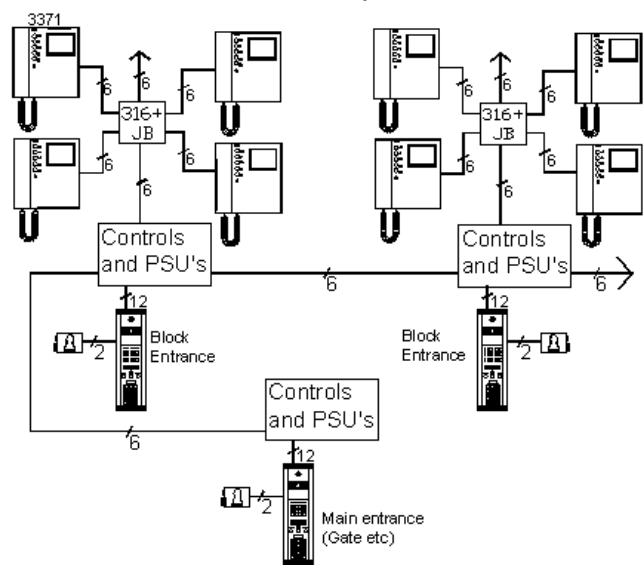 3371
6
6
6
6
6
6
316+
JB
316+
JB
6
6
6
6
6
6
Controls
and PSU's
Controls
and PSU's
6
6
12
12
2
Block
Entrance
Block
Entrance
2
Controls
and PSU's
6
12
2
Main entrance
(Gate etc)